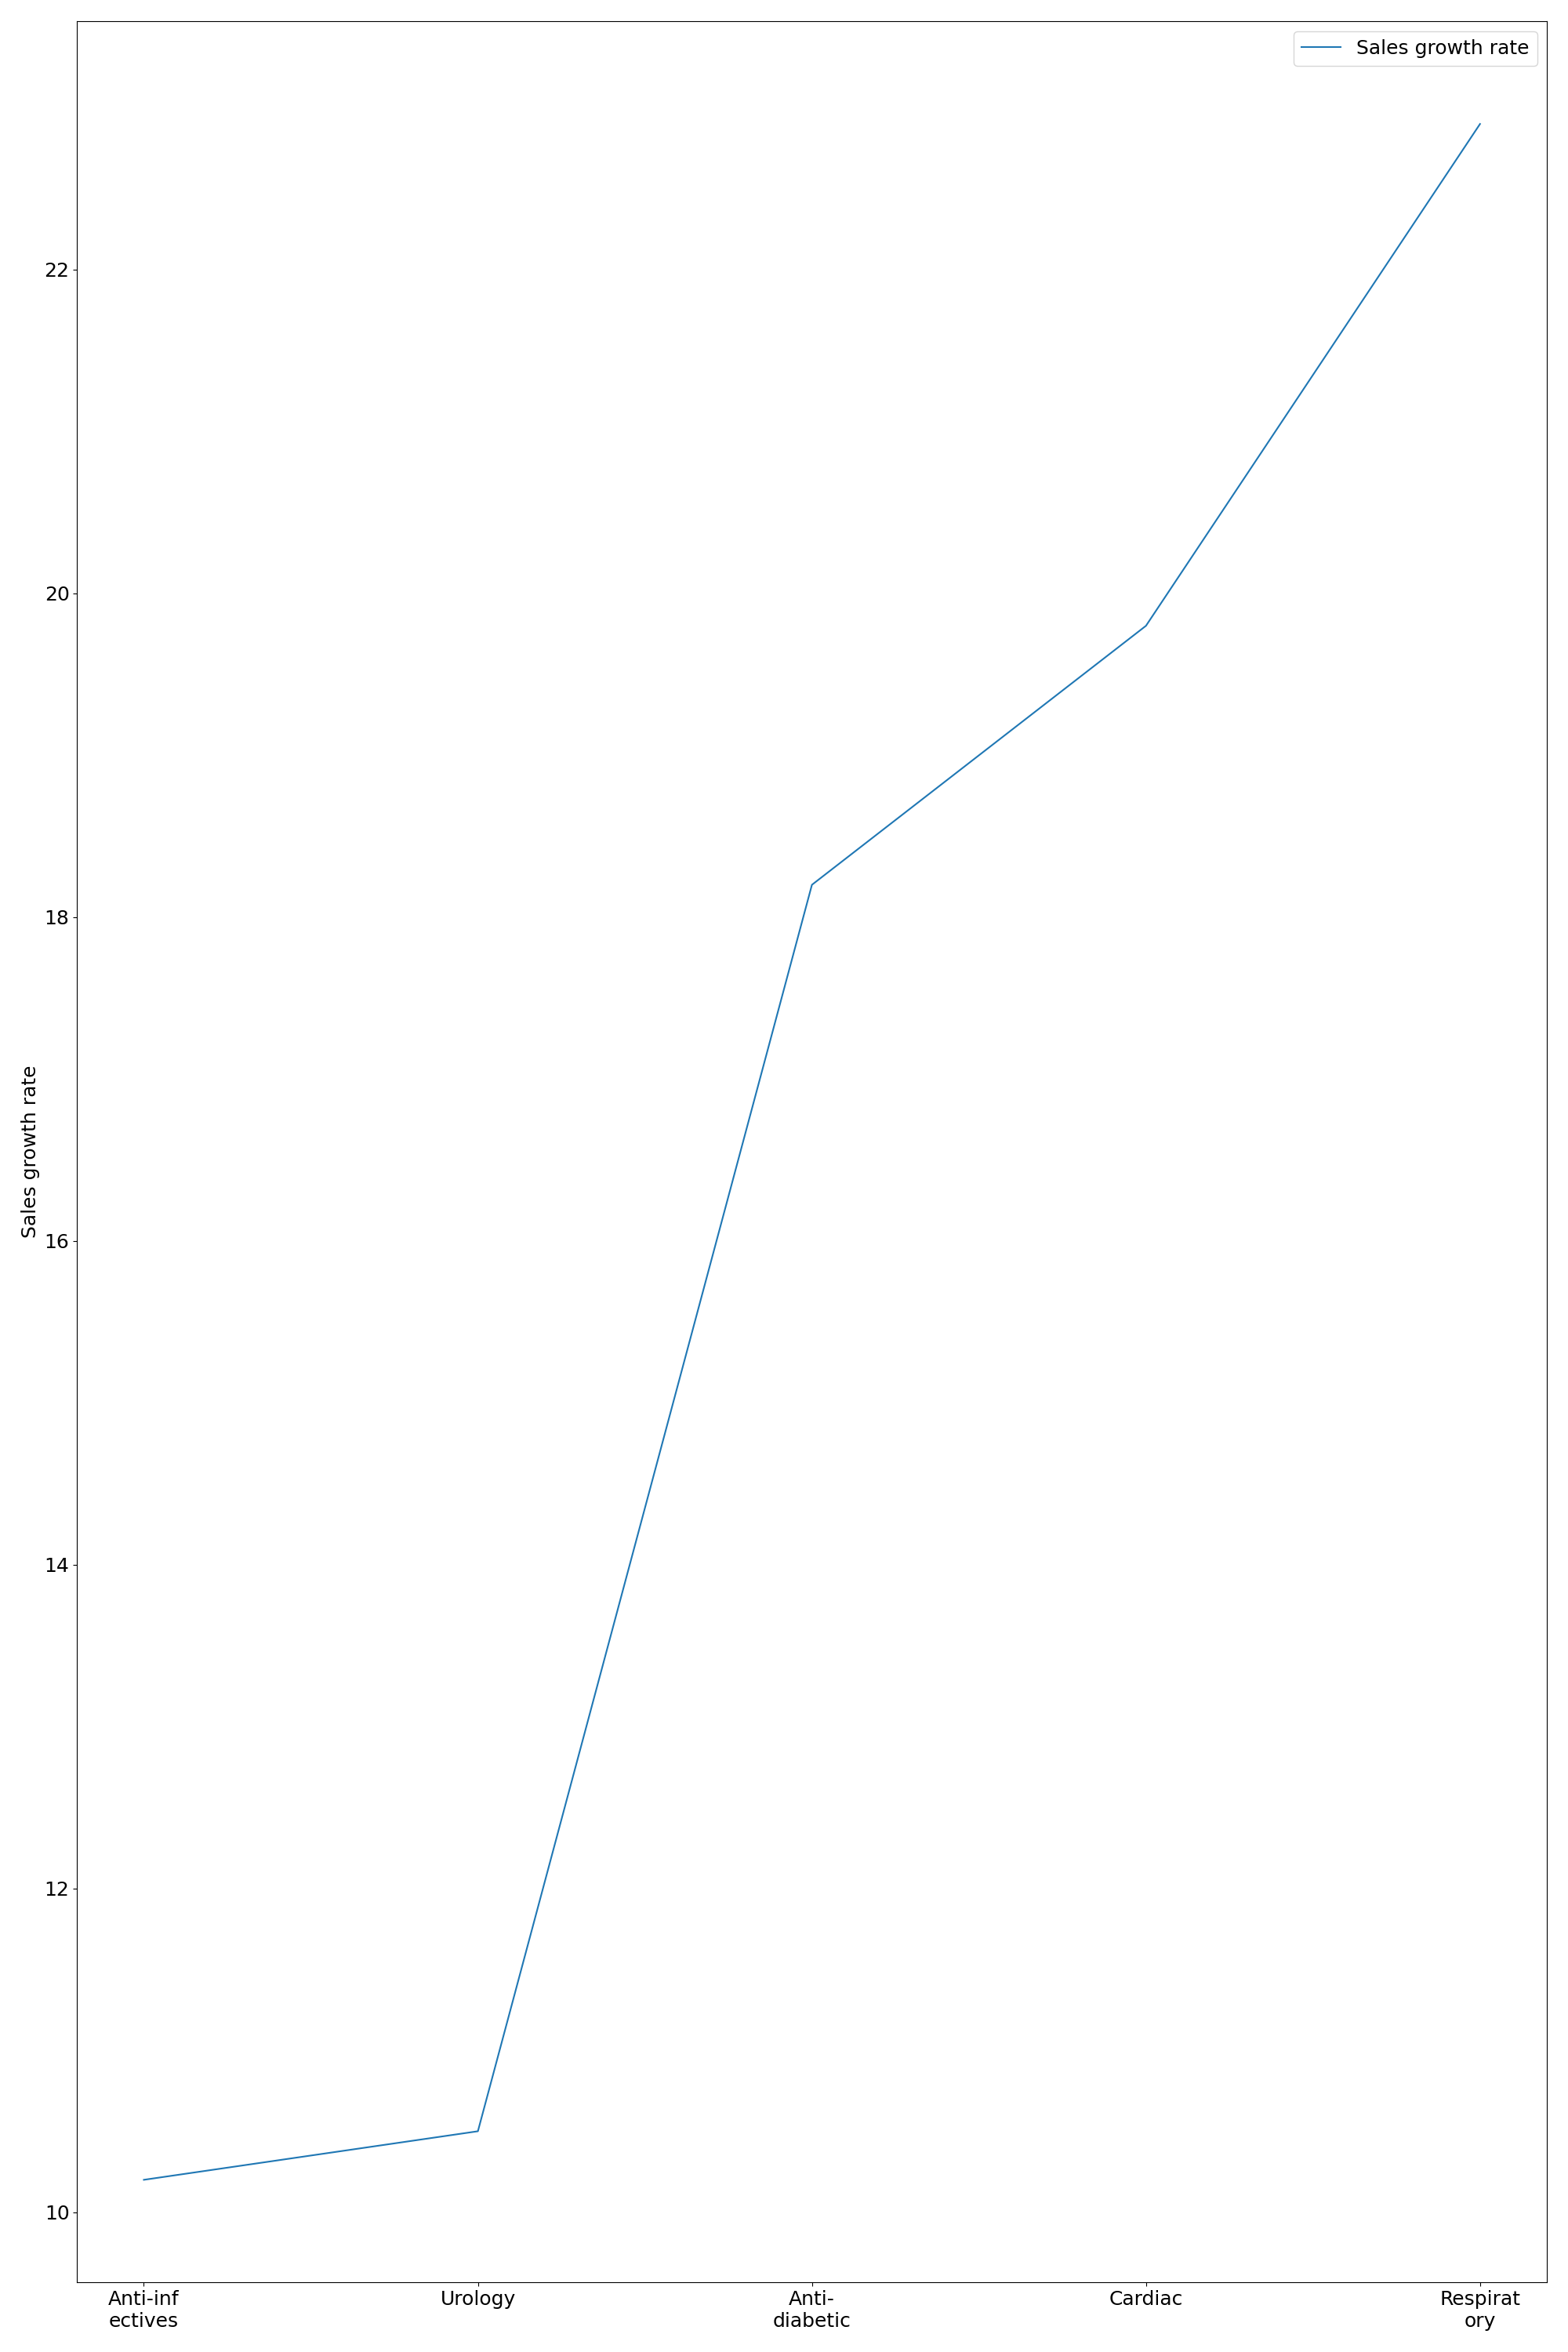 Sales growth rate
Sales growth rate
22
20
18
16
14
12
10
Anti-inf
ectives
Urology
Anti-
diabetic
Cardiac
Respirat
ory